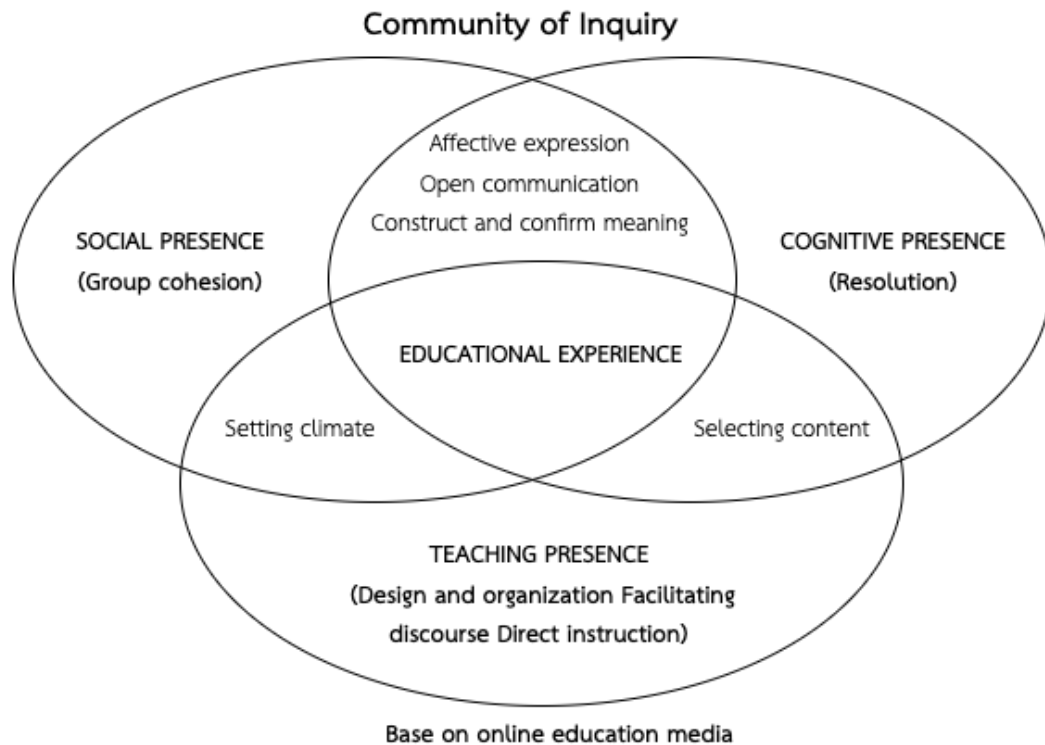 Community of Inquiry
Affective expression
Open communication
Construct and confirm meaning
SOCIAL PRESENCE
(Group cohesion)
COGNITIVE PRESENCE
(Resolution)
EDUCATIONAL EXPERIENCE
Setting climate
Selecting content
TEACHING PRESENCE
(Design and organization Facilitating
discourse Direct instruction)
Base on online education media